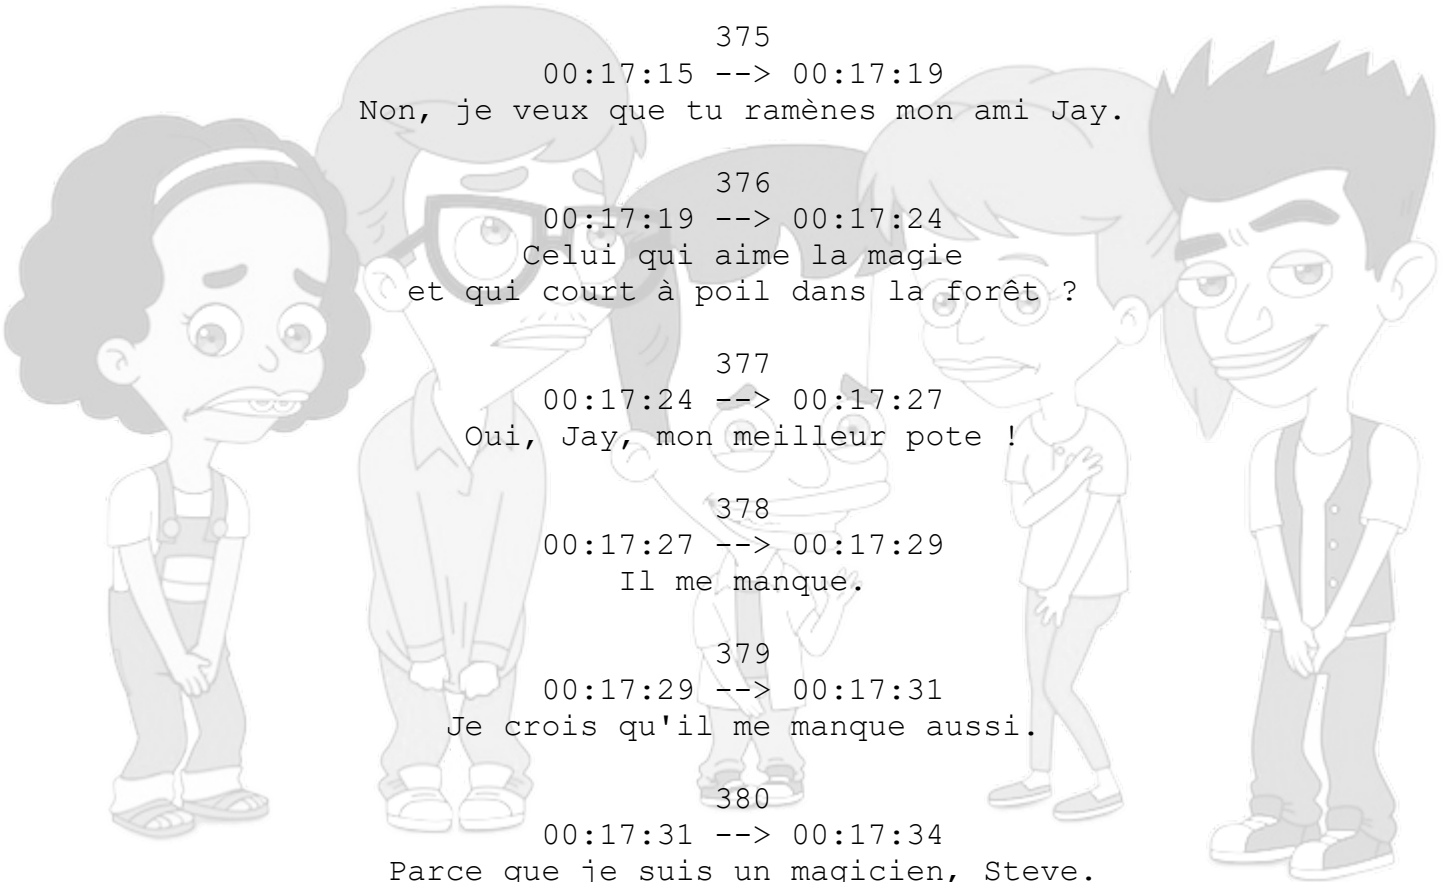 375
00:17:15 --> 00:17:19
Non, je veux que tu ramènes mon ami Jay.
376
00:17:19 --> 00:17:24
Celui qui aime la magie
et qui court à poil dans la forêt ?
377
00:17:24 --> 00:17:27
Oui, Jay, mon meilleur pote !
378
00:17:27 --> 00:17:29
Il me manque.
379
00:17:29 --> 00:17:31
Je crois qu'il me manque aussi.
380
00:17:31 --> 00:17:34
Parce que je suis un magicien, Steve.